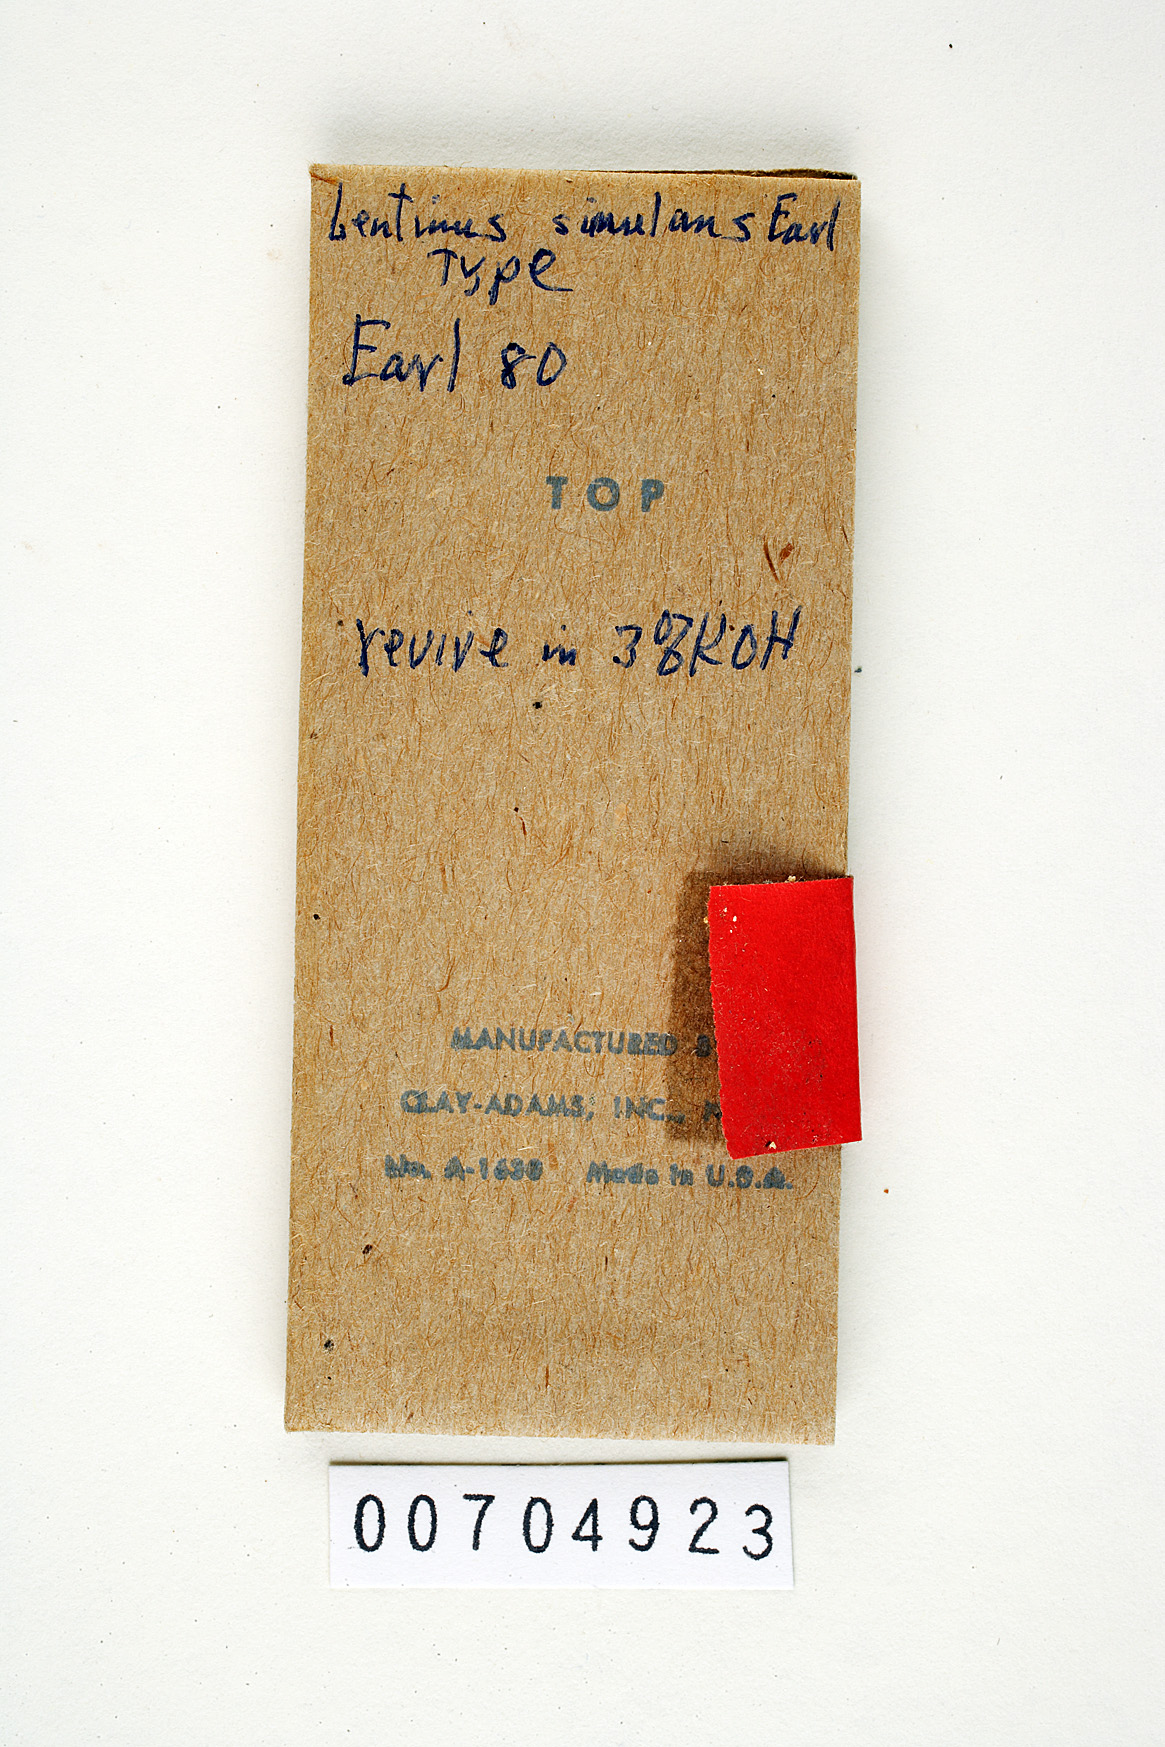 Lentinus simulans Earl
Type
Earl 80
TOP
revive in 3% KOH
MANUFACTURED B
CLAY-ADAMS, INC.,
No. A-1630 Made in U.S.A.
00704923